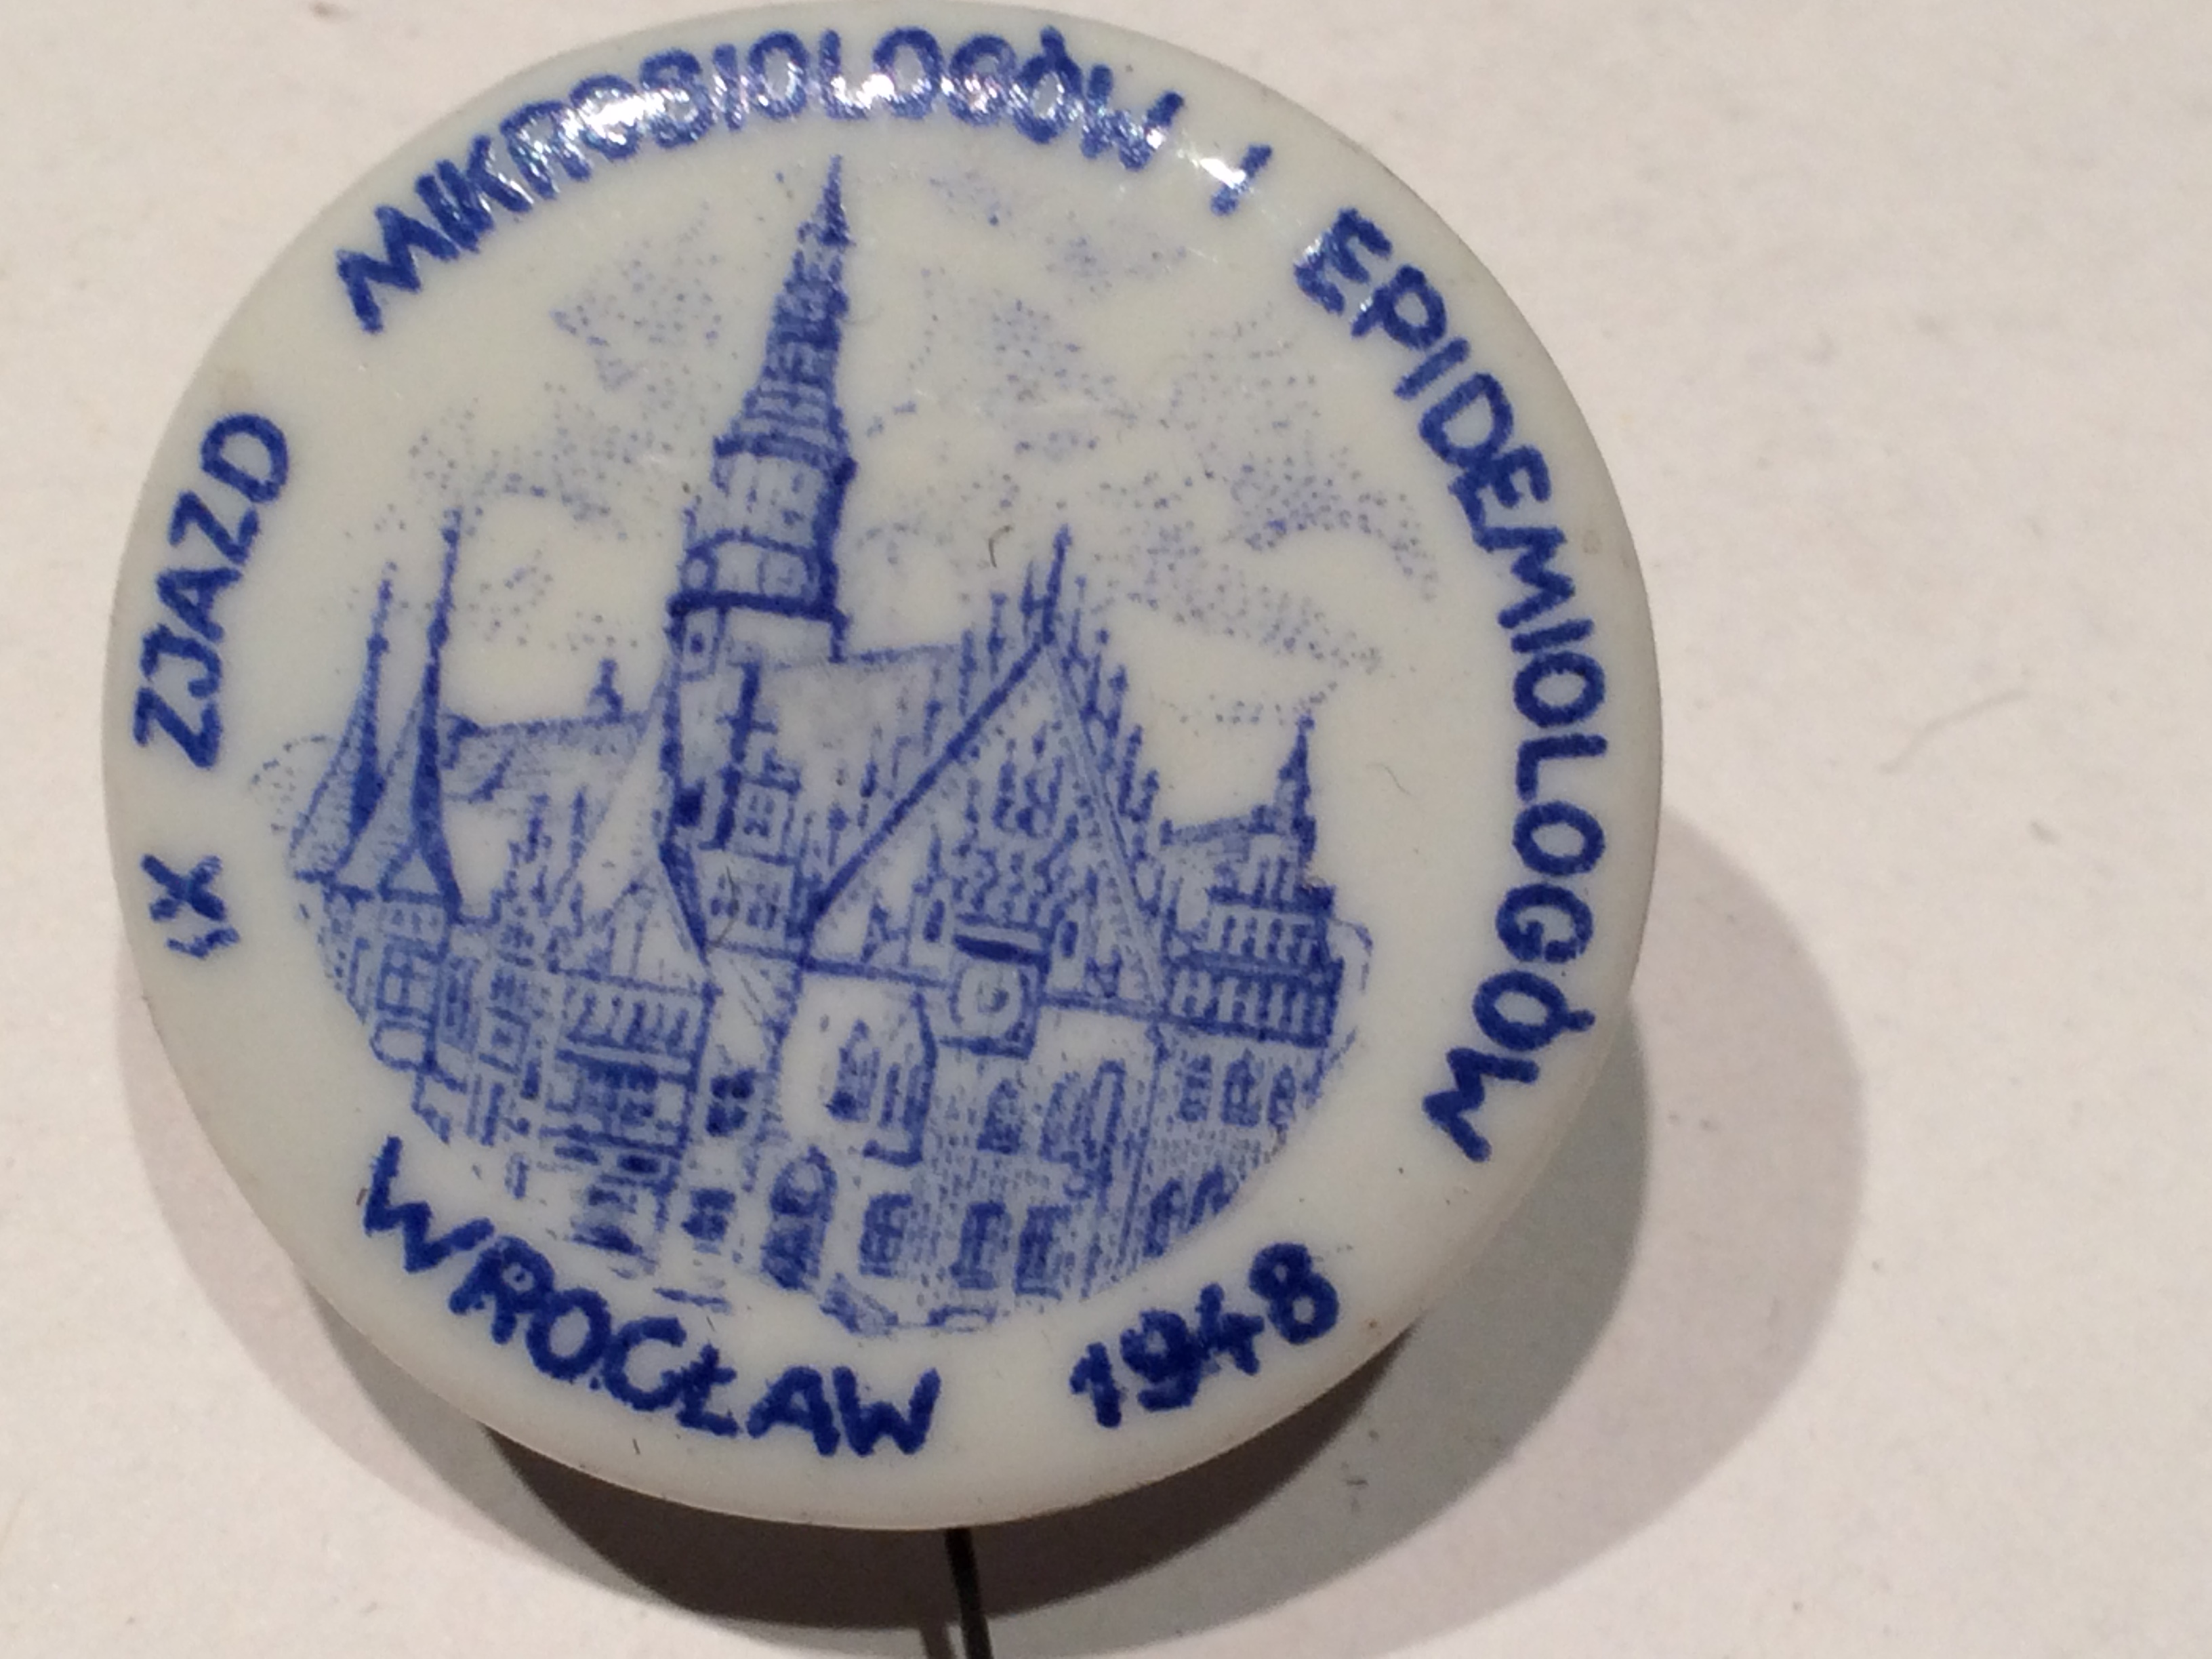 IX ZJAZD MIKROBIOLOGÓW I EPIDEMIOLOGÓW
WROCŁAW 1948